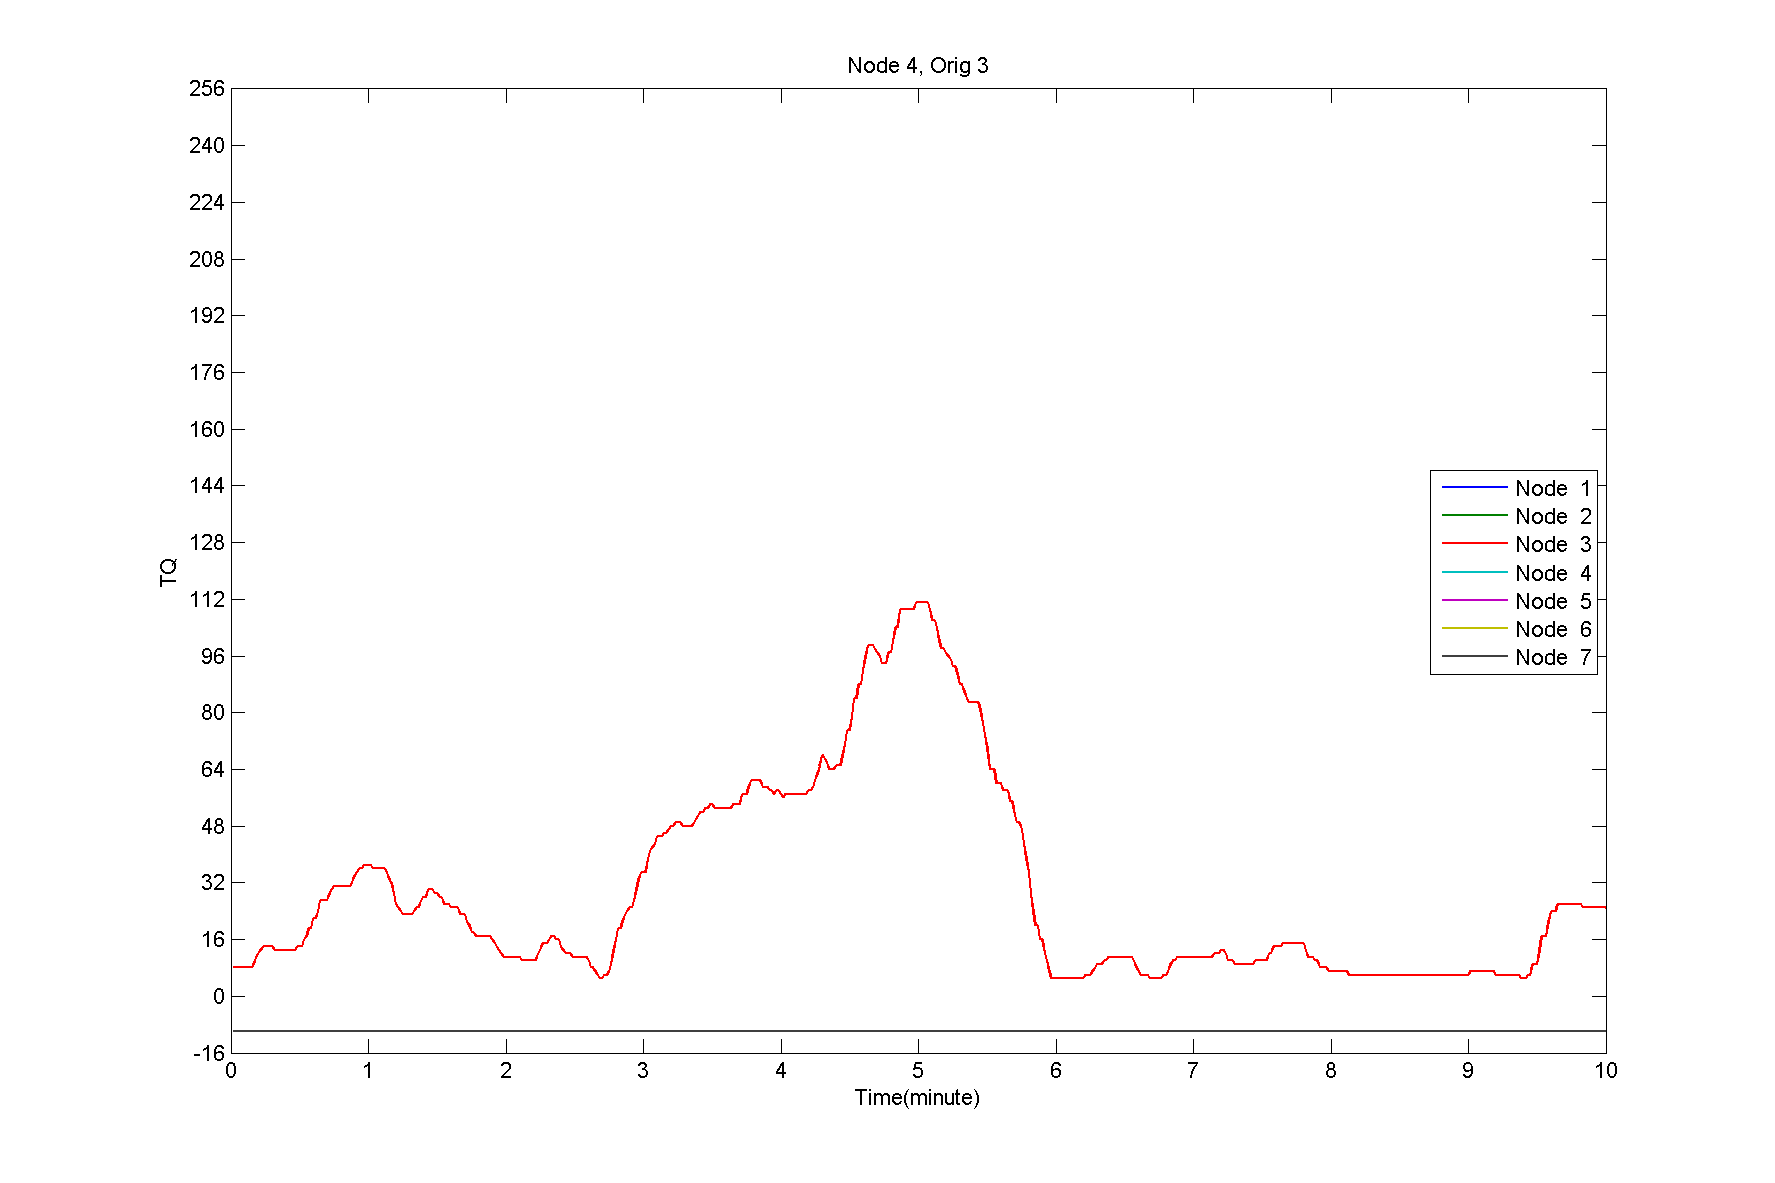 Node 4, Orig 3
256
240
224
208
192
176
160
144
128
112
96
80
64
48
32
16
0
-16
TQ
Node 1
Node 2
Node 3
Node 4
Node 5
Node 6
Node 7
0 1 2 3 4 5 6 7 8 9 10
Time(minute)